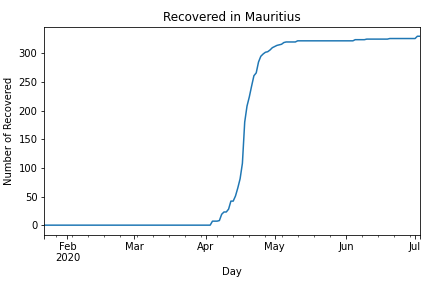 Recovered in Mauritius
Number of Recovered
300
250
200
150
100
50
0
Feb
2020
Mar
Apr
May
Jun
Jul
Day